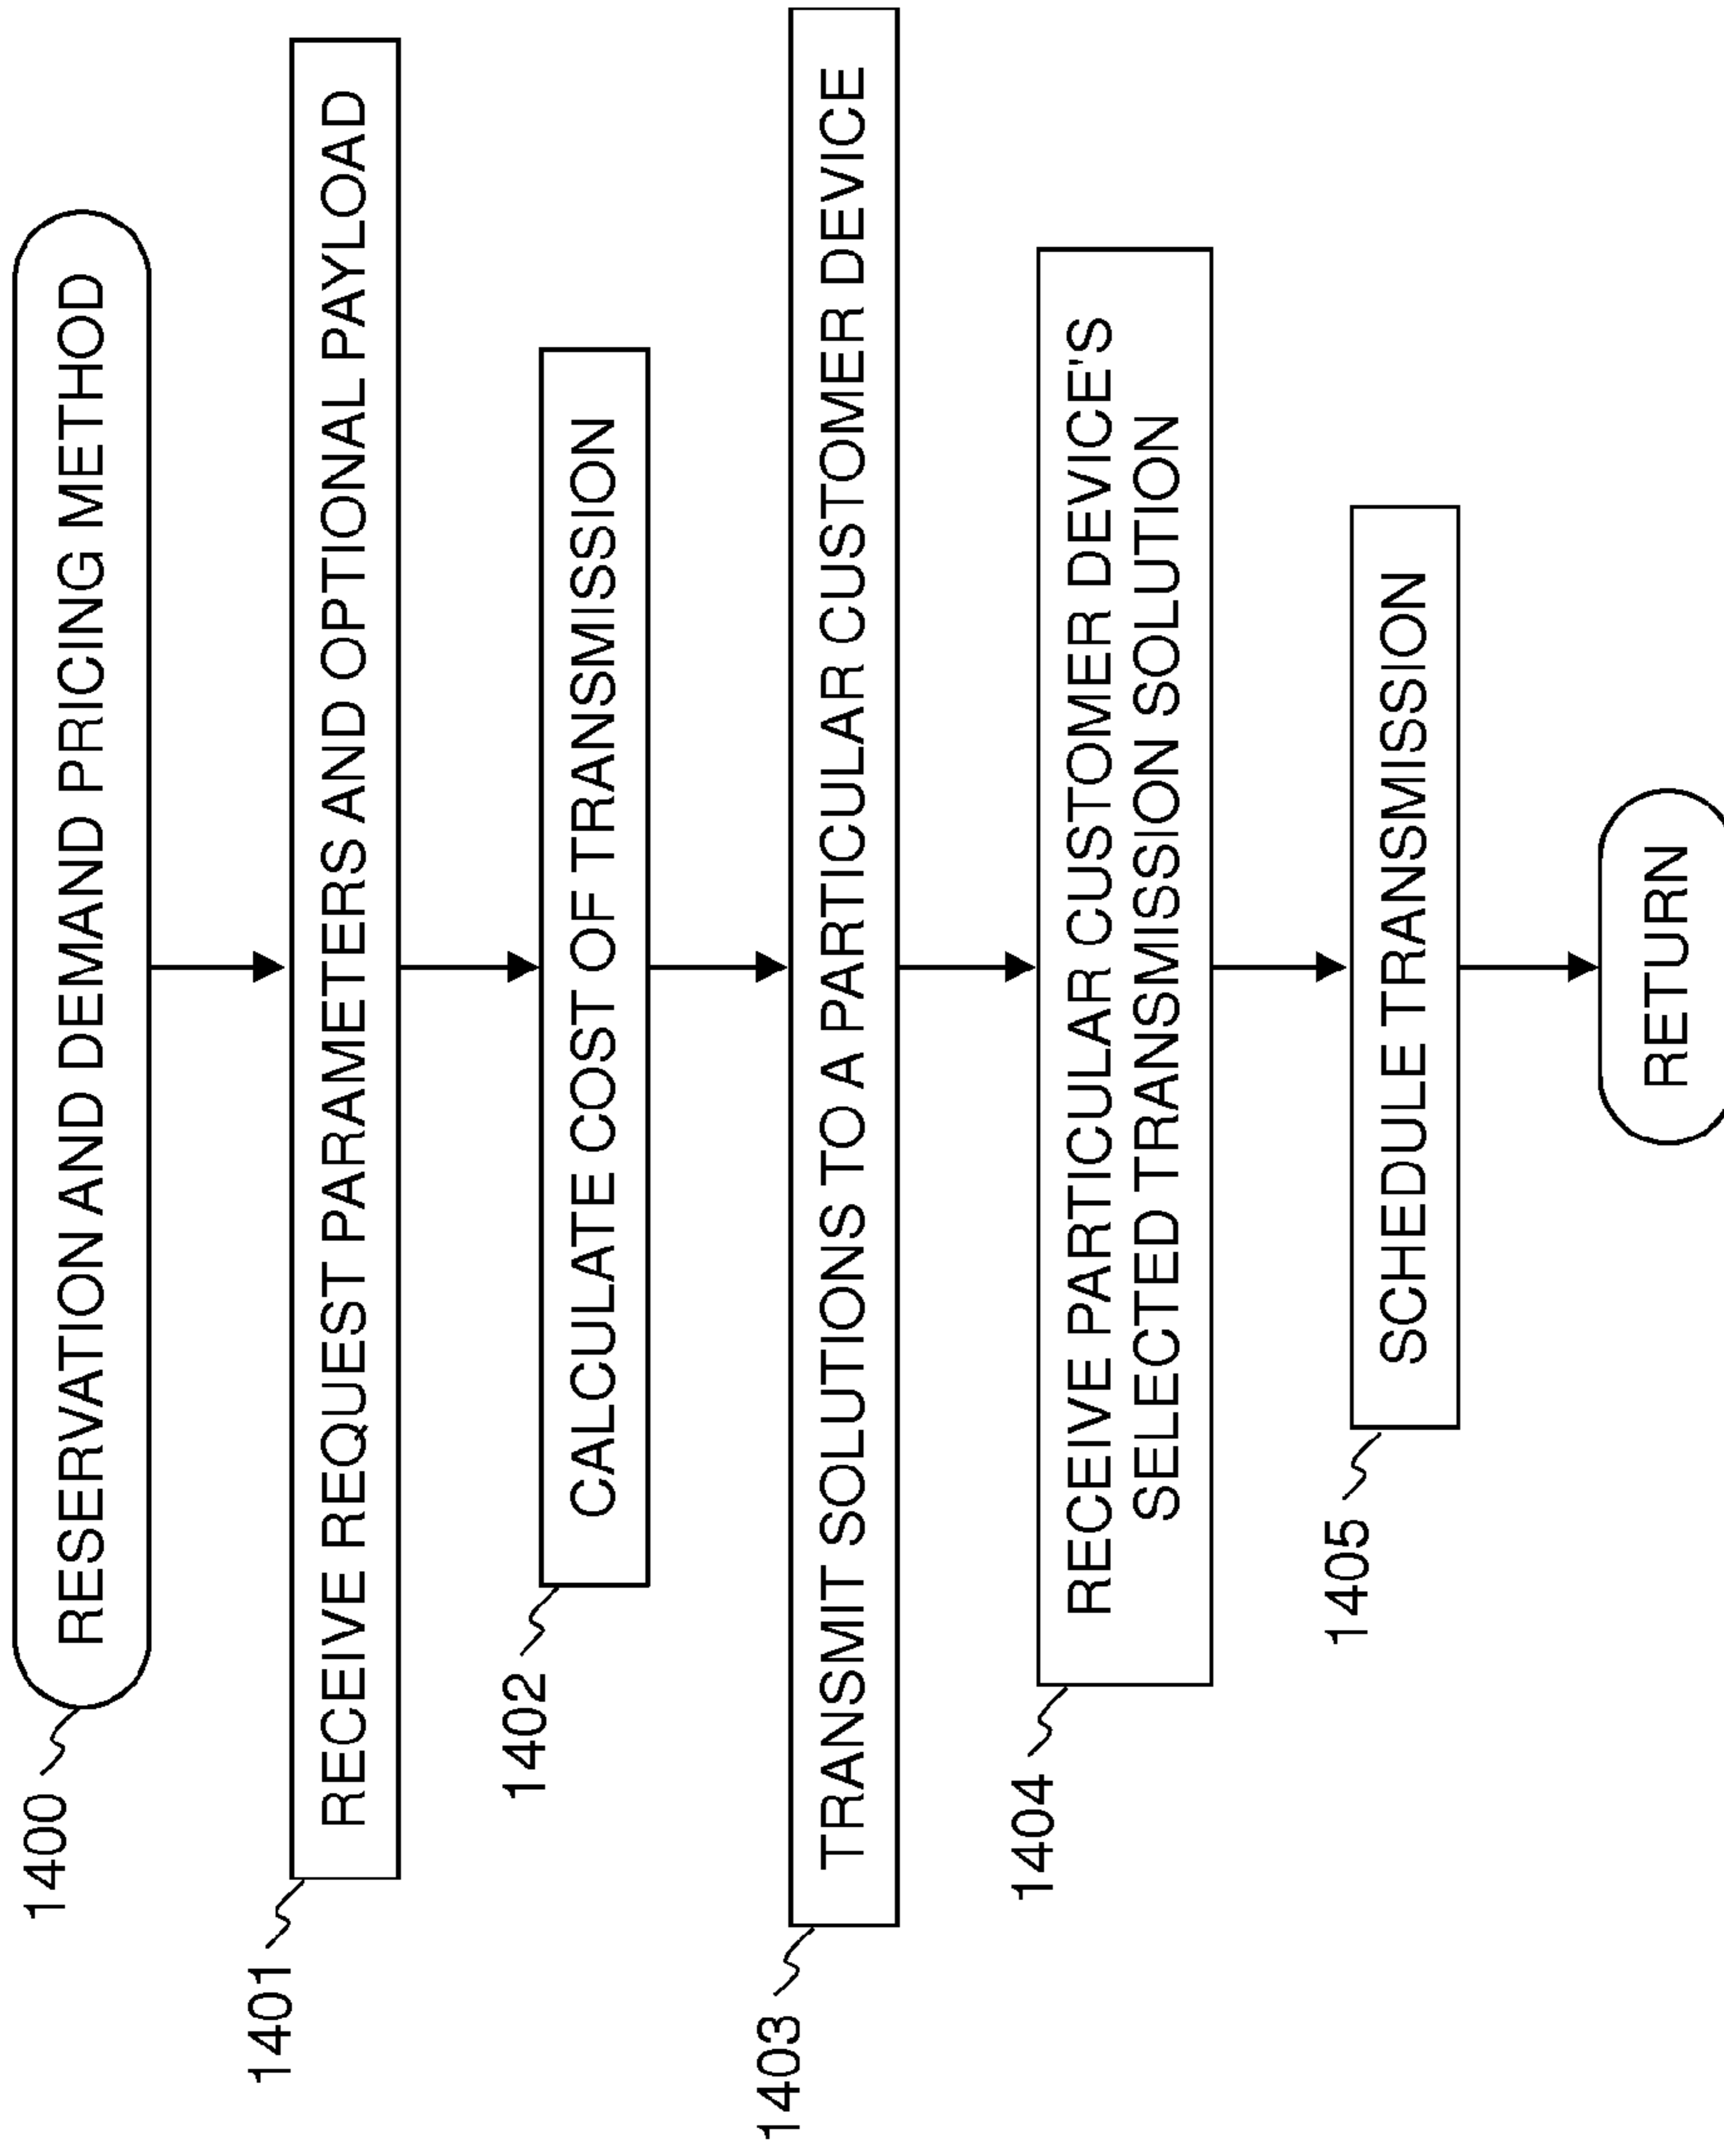 1400
RESERVATION AND DEMAND PRICING METHOD
1401
RECEIVE REQUEST PARAMETERS AND OPTIONAL PAYLOAD
1402
CALCULATE COST OF TRANSMISSION
1403
TRANSMIT SOLUTIONS TO A PARTICULAR CUSTOMER DEVICE
1404
RECEIVE PARTICULAR CUSTOMER DEVICE'S
SELECTED TRANSMISSION SOLUTION
1405
SCHEDULE TRANSMISSION
RETURN